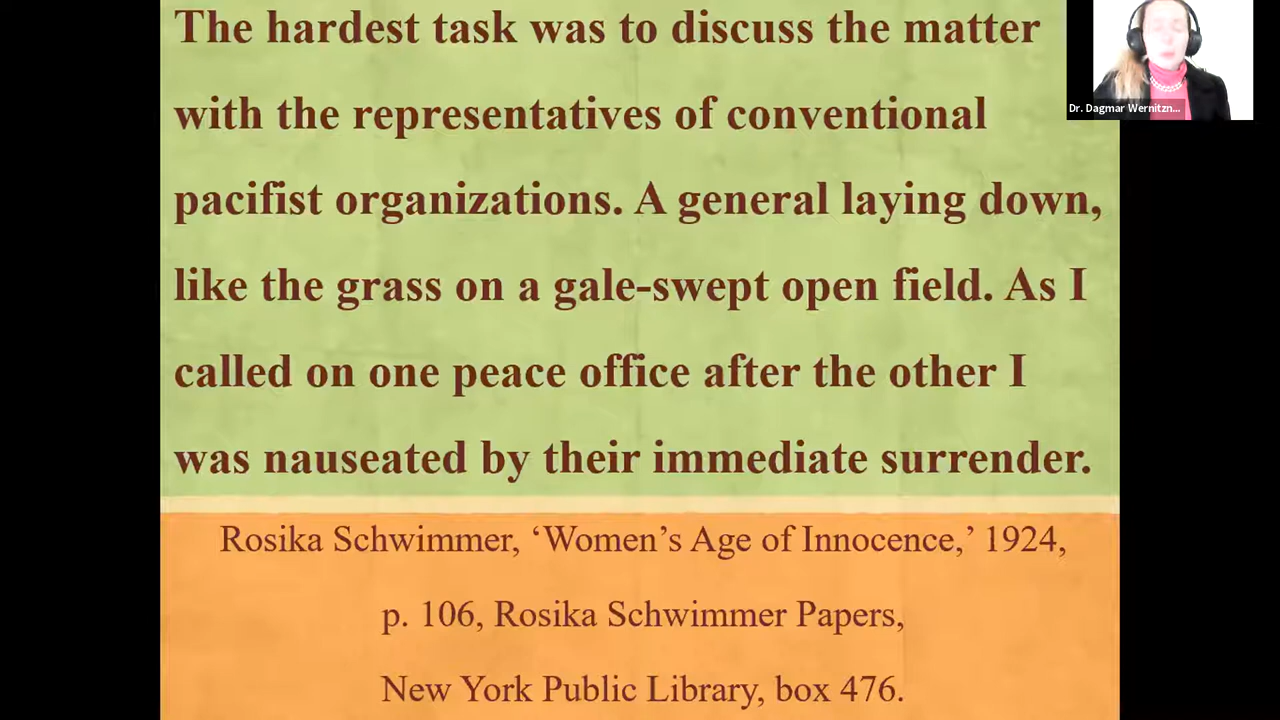 The hardest task was to discuss the matter
with the representatives of conventional
pacifist organizations. A general laying down,
like the grass on a gale-swept open field. As I
called on one peace office after the other I
was nauseated by their immediate surrender.
Rosika Schwimmer, ‘Women’s Age of Innocence,’ 1924,
p. 106, Rosika Schwimmer Papers,
New York Public Library, box 476.
Dr. Dagmar Wernitzn...